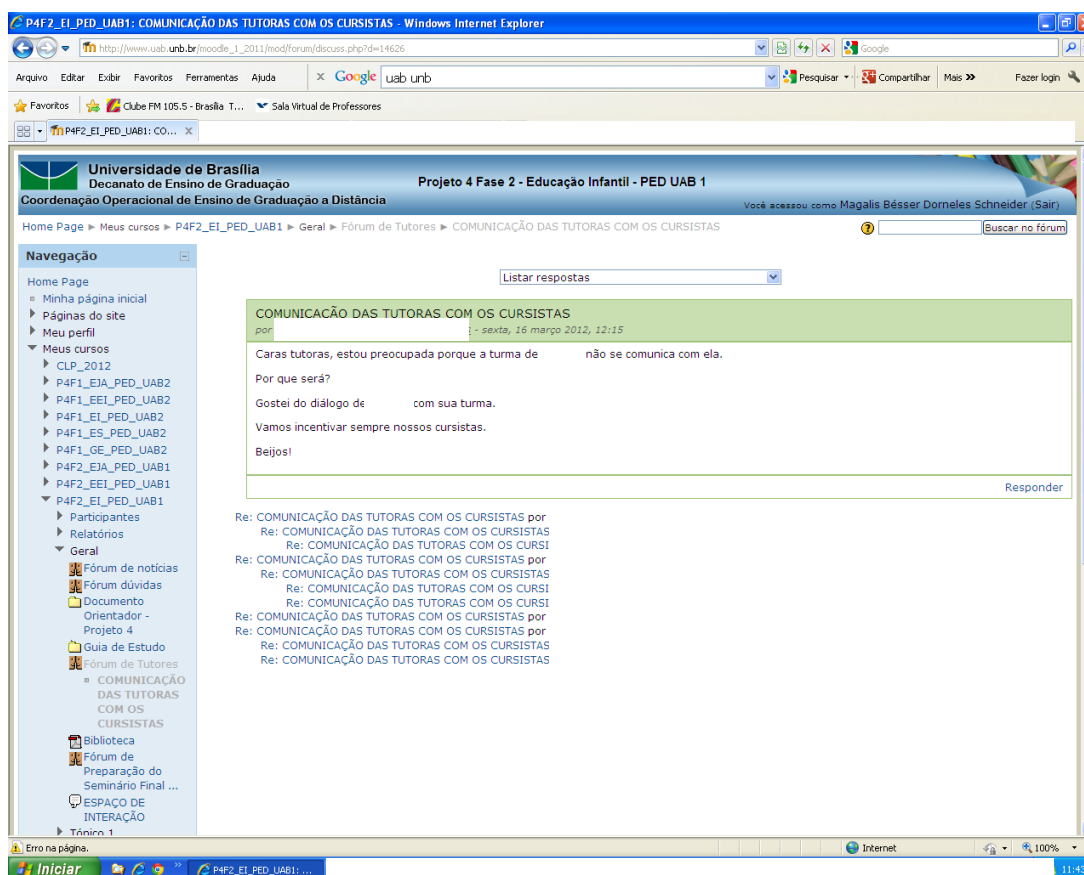 P4F2_EI_PED_UAB1: COMUNICAÇÃO DAS TUTORAS COM OS CURSISTAS - Windows Internet Explorer
http://www.uab.unb.br/moodle_1_2011/mod/forum/discuss.php?d=14626
Google
Arquivo Editar Exibir Favoritos Ferramentas Ajuda
x Google uab unb
Pesquisar Compartilhar Mais » Fazer login
Favoritos Clube FM 105.5 - Brasília T... Sala Virtual de Professores
P4F2_EI_PED_UAB1: CO... X
Universidade de Brasília
Decanato de Ensino de Graduação
Coordenação Operacional de Ensino de Graduação a Distância
Projeto 4 Fase 2 - Educação Infantil - PED UAB 1
Você acessou como Magalis Bésser Dorneles Schneider (Sair)
Home Page ► Meus cursos ► P4F2_EI_PED_UAB1 ► Geral ► Fórum de Tutores ► COMUNICAÇÃO DAS TUTORAS COM OS CURSISTAS
Buscar no fórum
Navegação
Home Page
Minha página inicial
Páginas do site
Meu perfil
Meus cursos
CLP_2012
P4F1_EJA_PED_UAB2
P4F1_EEI_PED_UAB2
P4F1_EI_PED_UAB2
P4F1_ES_PED_UAB2
P4F1_GE_PED_UAB2
P4F2_EJA_PED_UAB1
P4F2_EEI_PED_UAB1
P4F2_EI_PED_UAB1
Participantes
Relatórios
Geral
Fórum de notícias
Fórum dúvidas
Documento
Orientador -
Projeto 4
Guia de Estudo
Fórum de Tutores
COMUNICAÇÃO
DAS TUTORAS
COM OS
CURSISTAS
Biblioteca
Fórum de
Preparação do
Seminário Final ...
ESPAÇO DE
INTERAÇÃO
Tópico 1
Listar respostas
COMUNICAÇÃO DAS TUTORAS COM OS CURSISTAS
por - sexta, 16 março 2012, 12:15
Caras tutoras, estou preocupada porque a turma de não se comunica com ela.
Por que será?
Gostei do diálogo de com sua turma.
Vamos incentivar sempre nossos cursistas.
Beijos!
Responder
Re: COMUNICAÇÃO DAS TUTORAS COM OS CURSISTAS por
Re: COMUNICAÇÃO DAS TUTORAS COM OS CURSISTAS
Re: COMUNICAÇÃO DAS TUTORAS COM OS CURSI
Re: COMUNICAÇÃO DAS TUTORAS COM OS CURSISTAS por
Re: COMUNICAÇÃO DAS TUTORAS COM OS CURSISTAS
Re: COMUNICAÇÃO DAS TUTORAS COM OS CURSI
Re: COMUNICAÇÃO DAS TUTORAS COM OS CURSI
Re: COMUNICAÇÃO DAS TUTORAS COM OS CURSISTAS por
Re: COMUNICAÇÃO DAS TUTORAS COM OS CURSISTAS por
Re: COMUNICAÇÃO DAS TUTORAS COM OS CURSISTAS
Re: COMUNICAÇÃO DAS TUTORAS COM OS CURSISTAS
Erro na página.
Internet
100%
Iniciar
P4F2_EI_PED_UAB1: ...
11:43